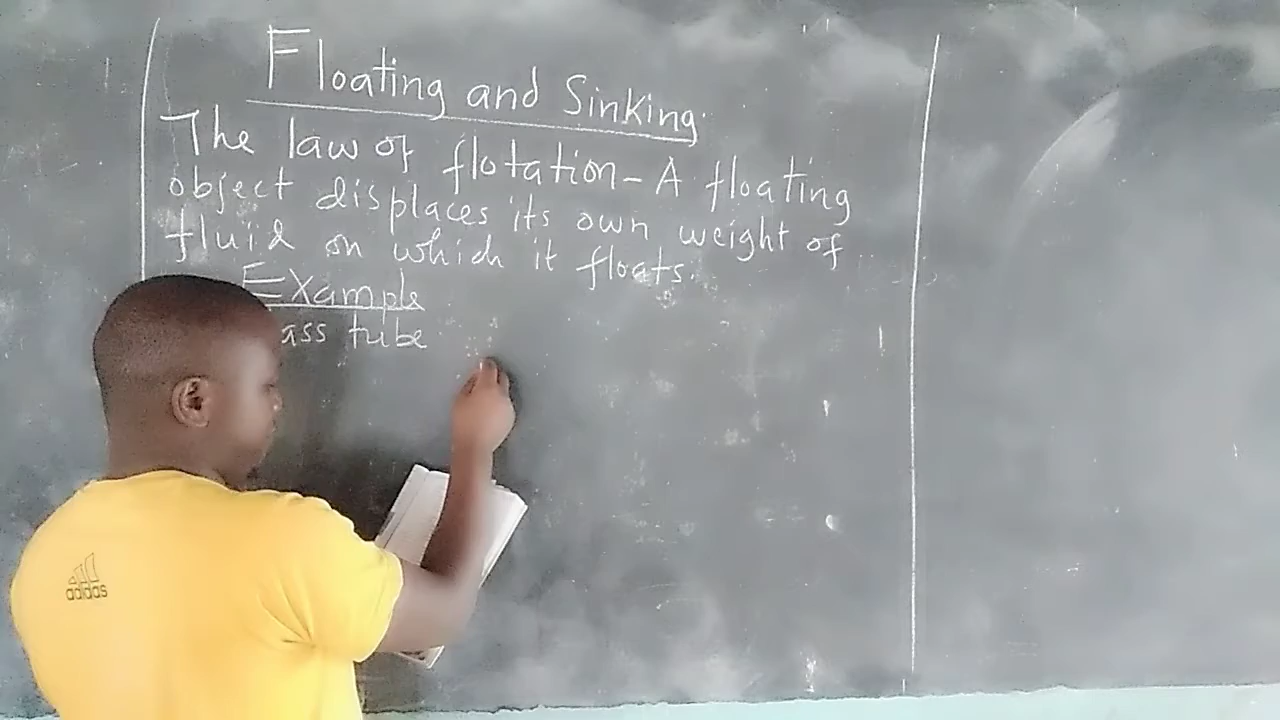 Floating and Sinking.
The law of flotation - A floating
object displaces its own weight of
fluid on which it floats.
Example
tube
adidas